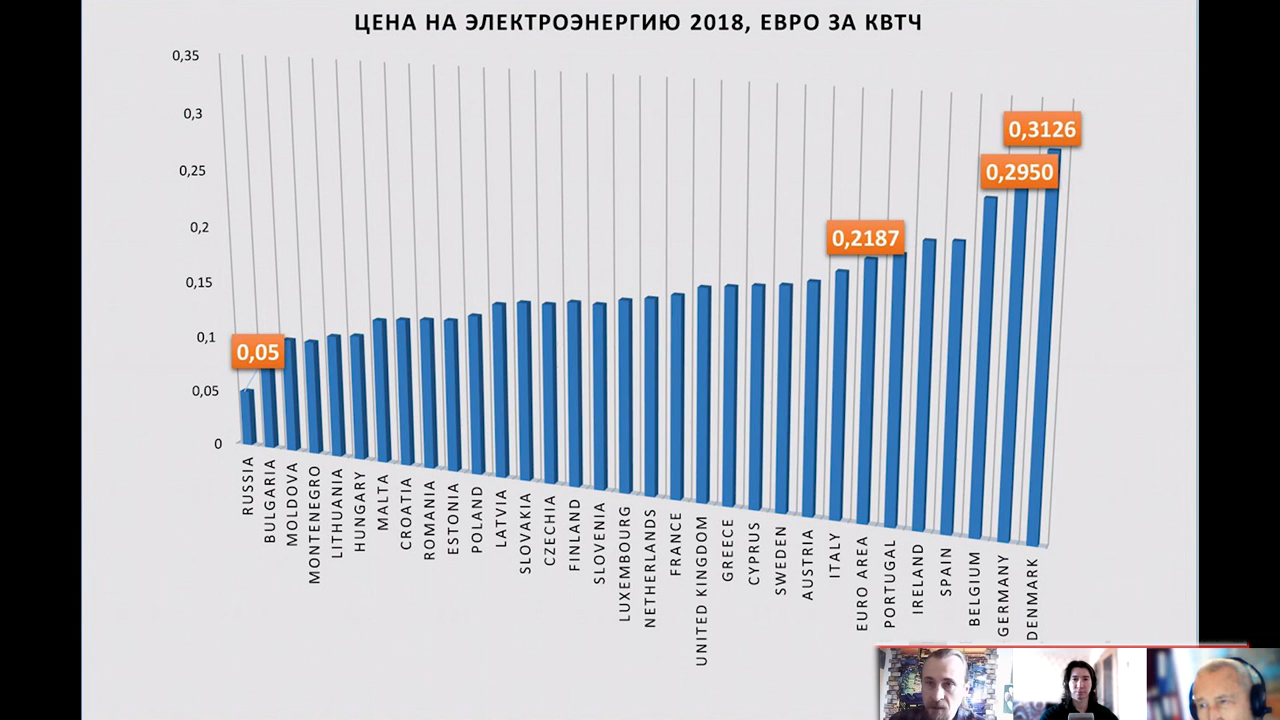 ЦЕНА НА ЭЛЕКТРОЭНЕРГИЮ 2018, ЕВРО ЗА КВТЧ
0,35
0,3
0,25
0,2
0,15
0,1
0,05
0
0,05
0,2187
0,2950
0,3126
RUSSIA
BULGARIA
MOLDOVA
MONTENEGRO
LITHUANIA
HUNGARY
MALTA
CROATIA
ROMANIA
ESTONIA
POLAND
LATVIA
SLOVAKIA
CZECHIA
FINLAND
SLOVENIA
LUXEMBOURG
NETHERLANDS
FRANCE
UNITED KINGDOM
GREECE
CYPRUS
SWEDEN
AUSTRIA
ITALY
EURO AREA
PORTUGAL
IRELAND
SPAIN
BELGIUM
GERMANY
DENMARK